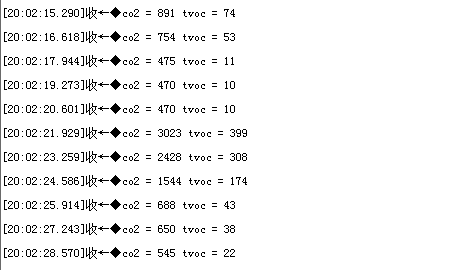 [20:02:15.290]收←◆co2 = 891 tvoc = 74
[20:02:16.618]收←◆co2 = 754 tvoc = 53
[20:02:17.944]收←◆co2 = 475 tvoc = 11
[20:02:19.273]收←◆co2 = 470 tvoc = 10
[20:02:20.601]收←◆co2 = 470 tvoc = 10
[20:02:21.929]收←◆co2 = 3023 tvoc = 399
[20:02:23.259]收←◆co2 = 2428 tvoc = 308
[20:02:24.586]收←◆co2 = 1544 tvoc = 174
[20:02:25.914]收←◆co2 = 688 tvoc = 43
[20:02:27.243]收←◆co2 = 650 tvoc = 38
[20:02:28.570]收←◆co2 = 545 tvoc = 22